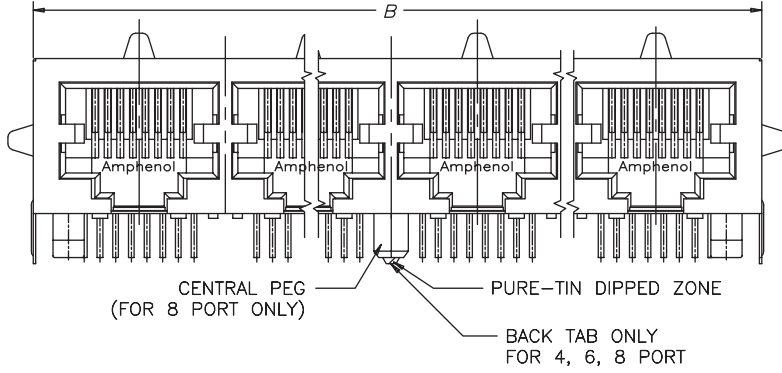 B
Amphenol Amphenol Amphenol Amphenol
CENTRAL PEG
(FOR 8 PORT ONLY)
PURE-TIN DIPPED ZONE
BACK TAB ONLY
FOR 4, 6, 8 PORT